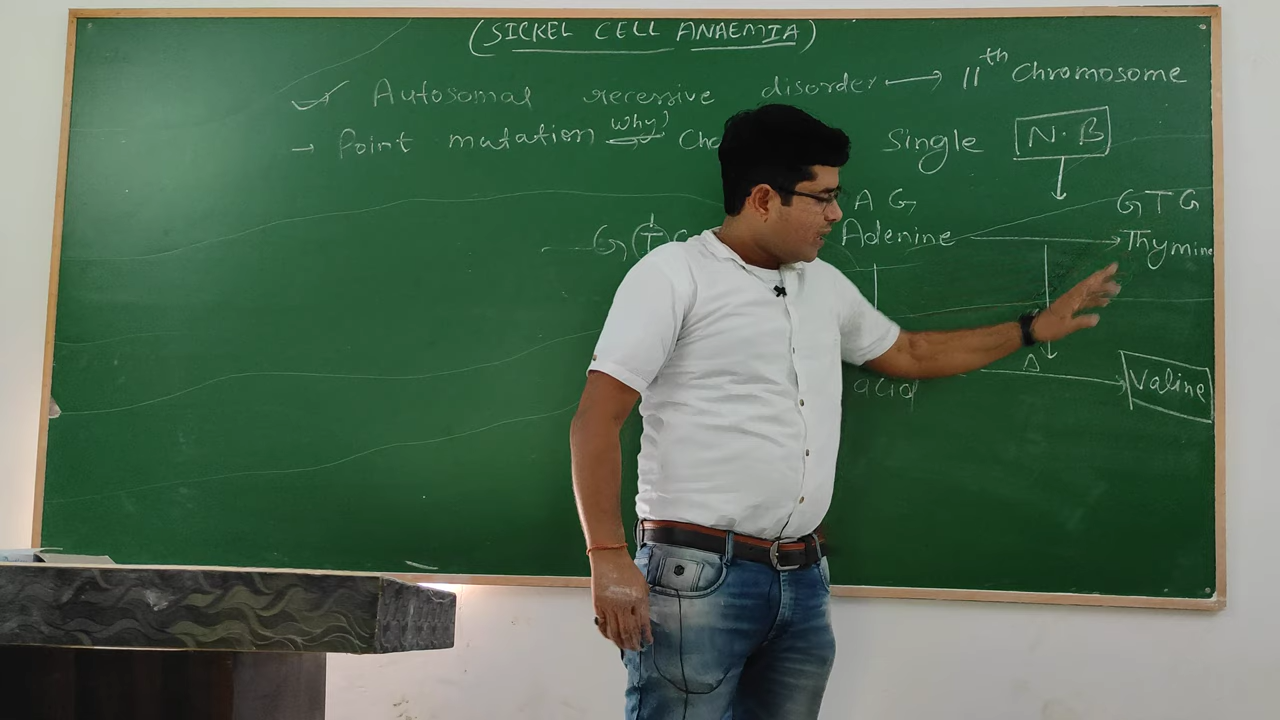 (SICKEL CELL ANAEMIA)
Autosomal recessive disorder → 11th Chromosome
→ Point mutation why? Single N.B
A G GTG
G T Adenine → Thymine
acid → Valine